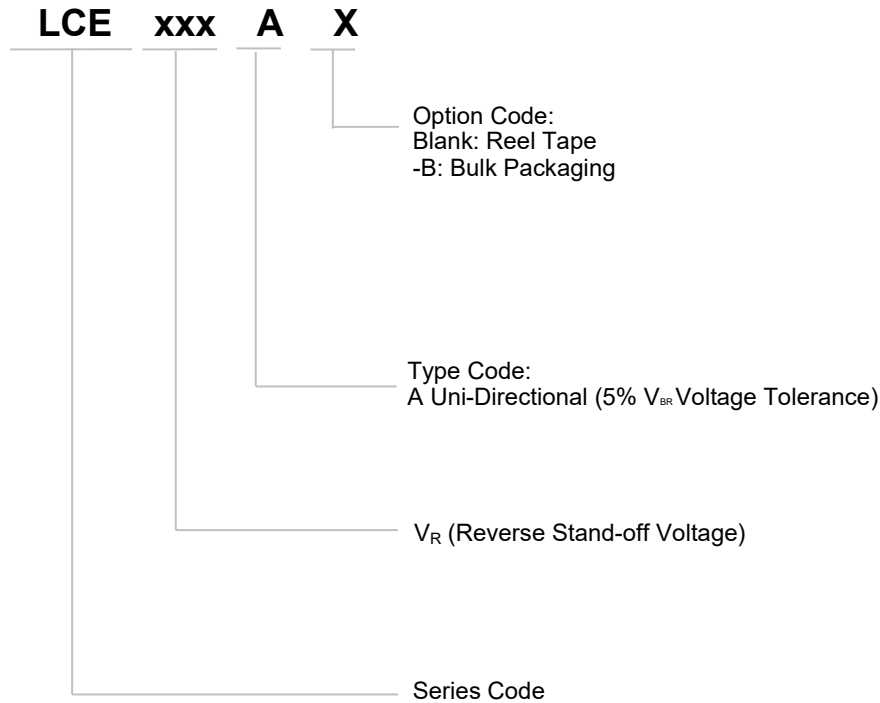 LCE xxx A X
Option Code:
Blank: Reel Tape
-B: Bulk Packaging
Type Code:
A Uni-Directional (5% VBR Voltage Tolerance)
VR (Reverse Stand-off Voltage)
Series Code